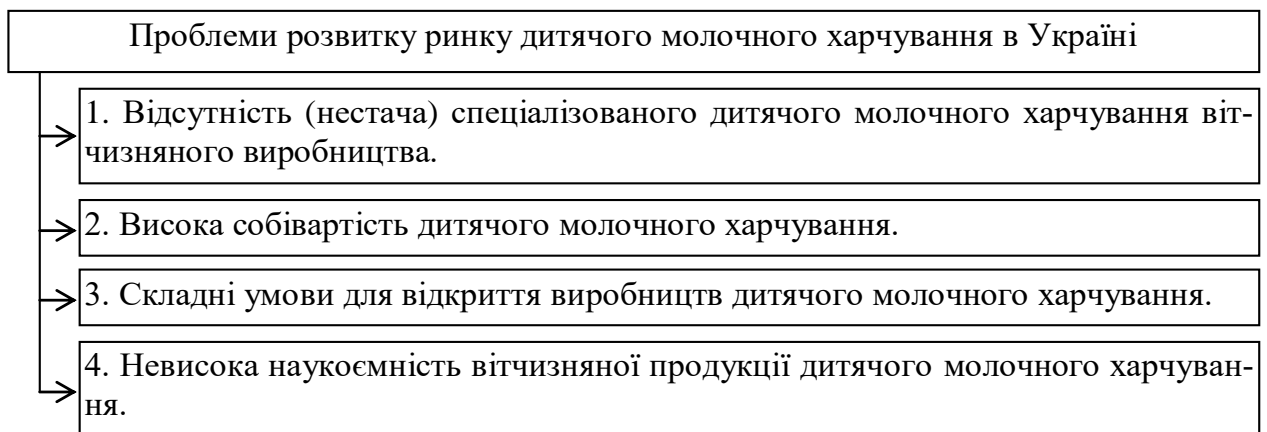 Проблеми розвитку ринку дитячого молочного харчування в Україні
1. Відсутність (нестача) спеціалізованого дитячого молочного харчування віт-
чизняного виробництва.
2. Висока собівартість дитячого молочного харчування.
3. Складні умови для відкриття виробництв дитячого молочного харчування.
4. Невисока наукоємність вітчизняної продукції дитячого молочного харчуван-
ня.